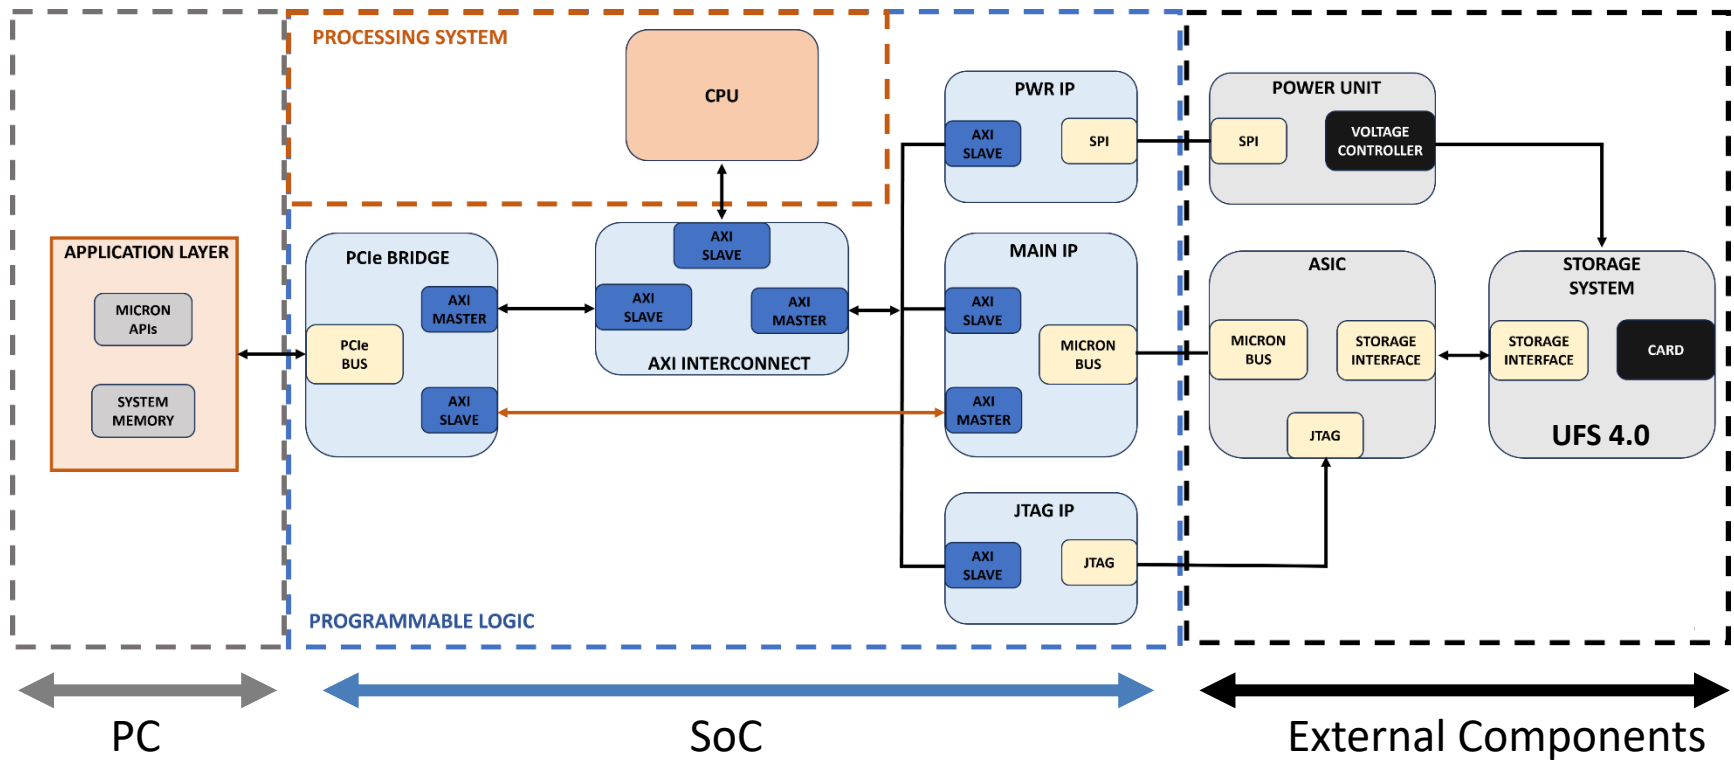 PROCESSING SYSTEM
CPU
PWR IP
AXI
SLAVE
SPI
POWER UNIT
SPI
VOLTAGE
CONTROLLER
APPLICATION LAYER
MICRON
APIs
SYSTEM
MEMORY
PCIe BRIDGE
AXI
MASTER
PCIe
BUS
AXI
SLAVE
AXI
SLAVE
AXI
SLAVE
AXI
MASTER
AXI INTERCONNECT
MAIN IP
AXI
SLAVE
MICRON
BUS
AXI
MASTER
ASIC
MICRON
BUS
STORAGE
INTERFACE
JTAG
STORAGE
SYSTEM
STORAGE
INTERFACE
CARD
UFS 4.0
JTAG IP
AXI
SLAVE
JTAG
PROGRAMMABLE LOGIC
PC
SoC
External Components